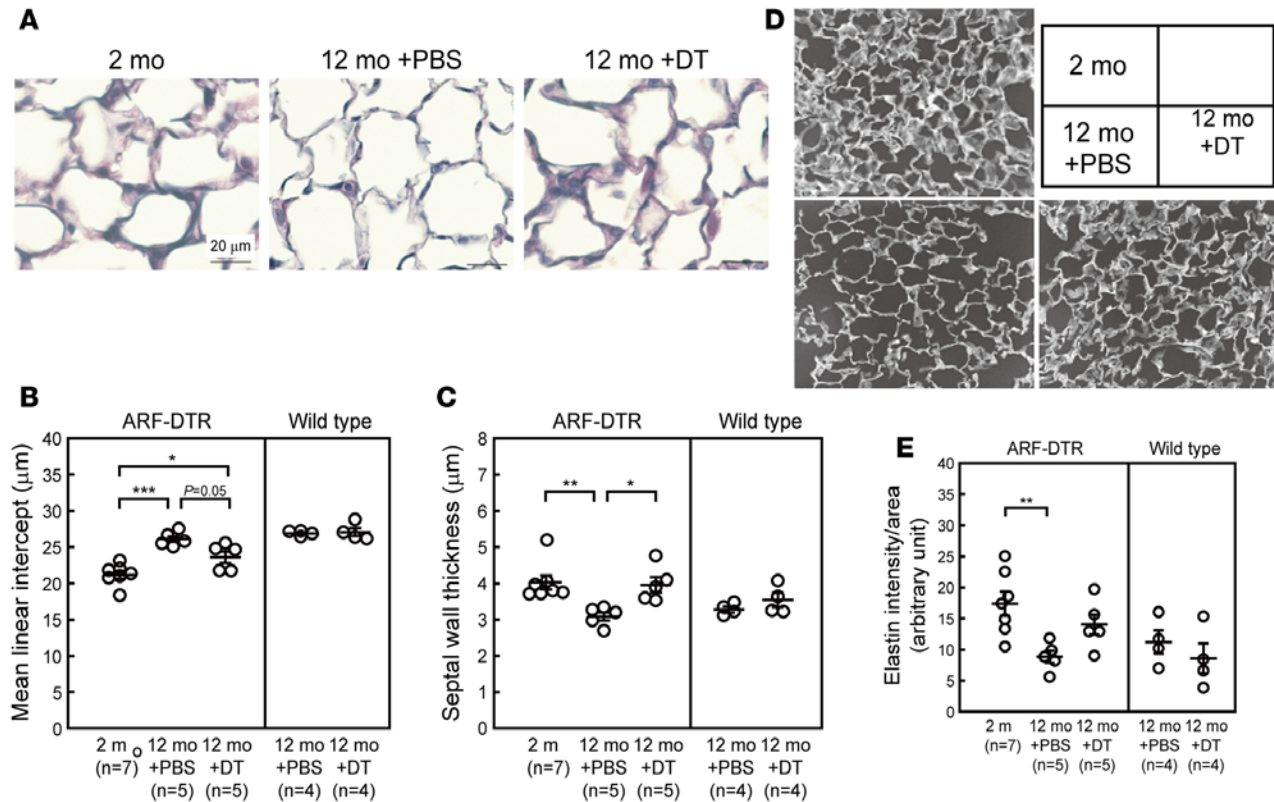 A
2 mo
12 mo +PBS
12 mo +DT
20 μm
D
2 mo
12 mo
+PBS
12 mo
+DT
B
ARF-DTR
Wild type
Mean linear intercept (μm)
40
35
30
25
20
15
10
5
0
*
***
P=0.05
2 mo
(n=7)
12 mo
+PBS
(n=5)
12 mo
+DT
(n=5)
12 mo
+PBS
(n=4)
12 mo
+DT
(n=4)
C
ARF-DTR
Wild type
Septal wall thickness (μm)
8
7
6
5
4
3
2
1
0
**
*
2 m
(n=7)
12 mo
+PBS
(n=5)
12 mo
+DT
(n=5)
12 mo
+PBS
(n=4)
12 mo
+DT
(n=4)
E
ARF-DTR
Wild type
Elastin intensity/area
(arbitrary unit)
40
35
30
25
20
15
10
5
0
**
2 m
(n=7)
12 mo
+PBS
(n=5)
12 mo
+DT
(n=5)
12 mo
+PBS
(n=4)
12 mo
+DT
(n=4)